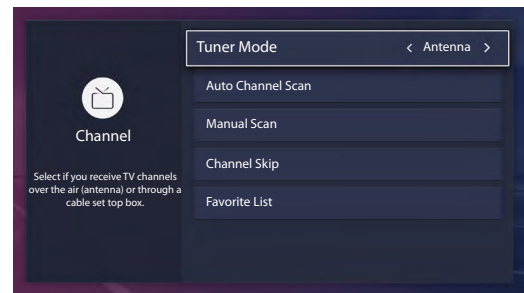 Channel
Select if you receive TV channels
over the air (antenna) or through a
cable set top box.
Tuner Mode < Antenna >
Auto Channel Scan
Manual Scan
Channel Skip
Favorite List